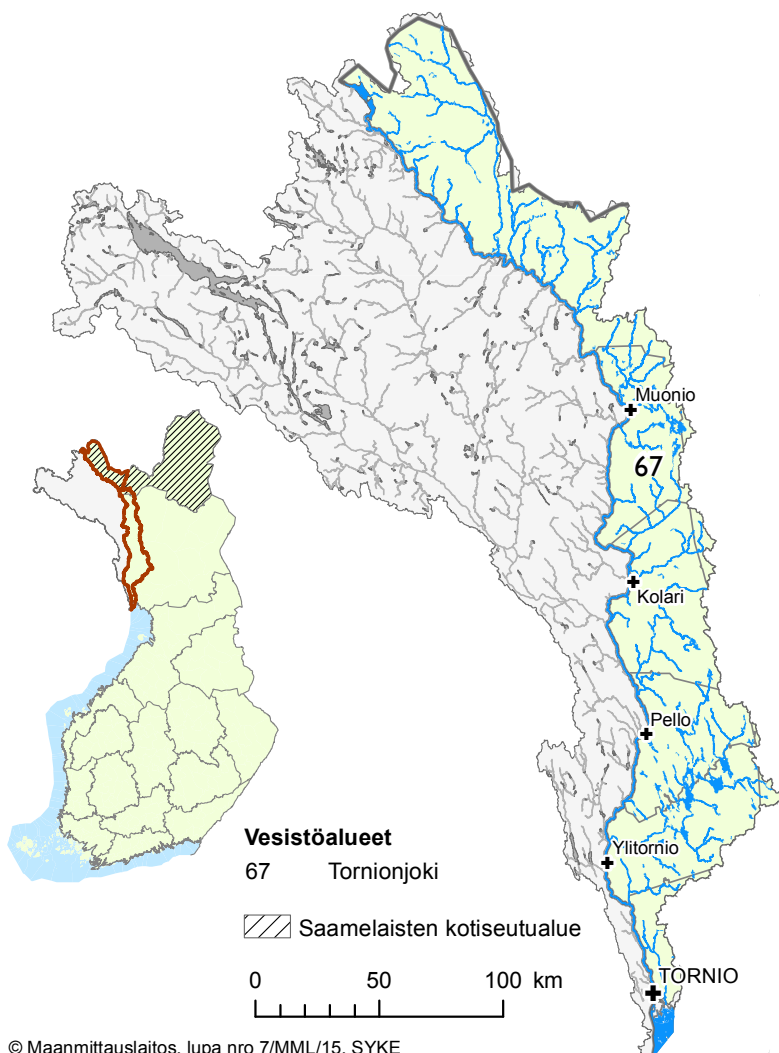 Muonio
67
Kolari
Pello
Ylitornio
TORNIO
Vesistöalueet
67 Tornionjoki
Saamelaisten kotiseutualue
0 50 100 km
© Maanmittauslaitos, lupa nro 7/MML/15, SYKE